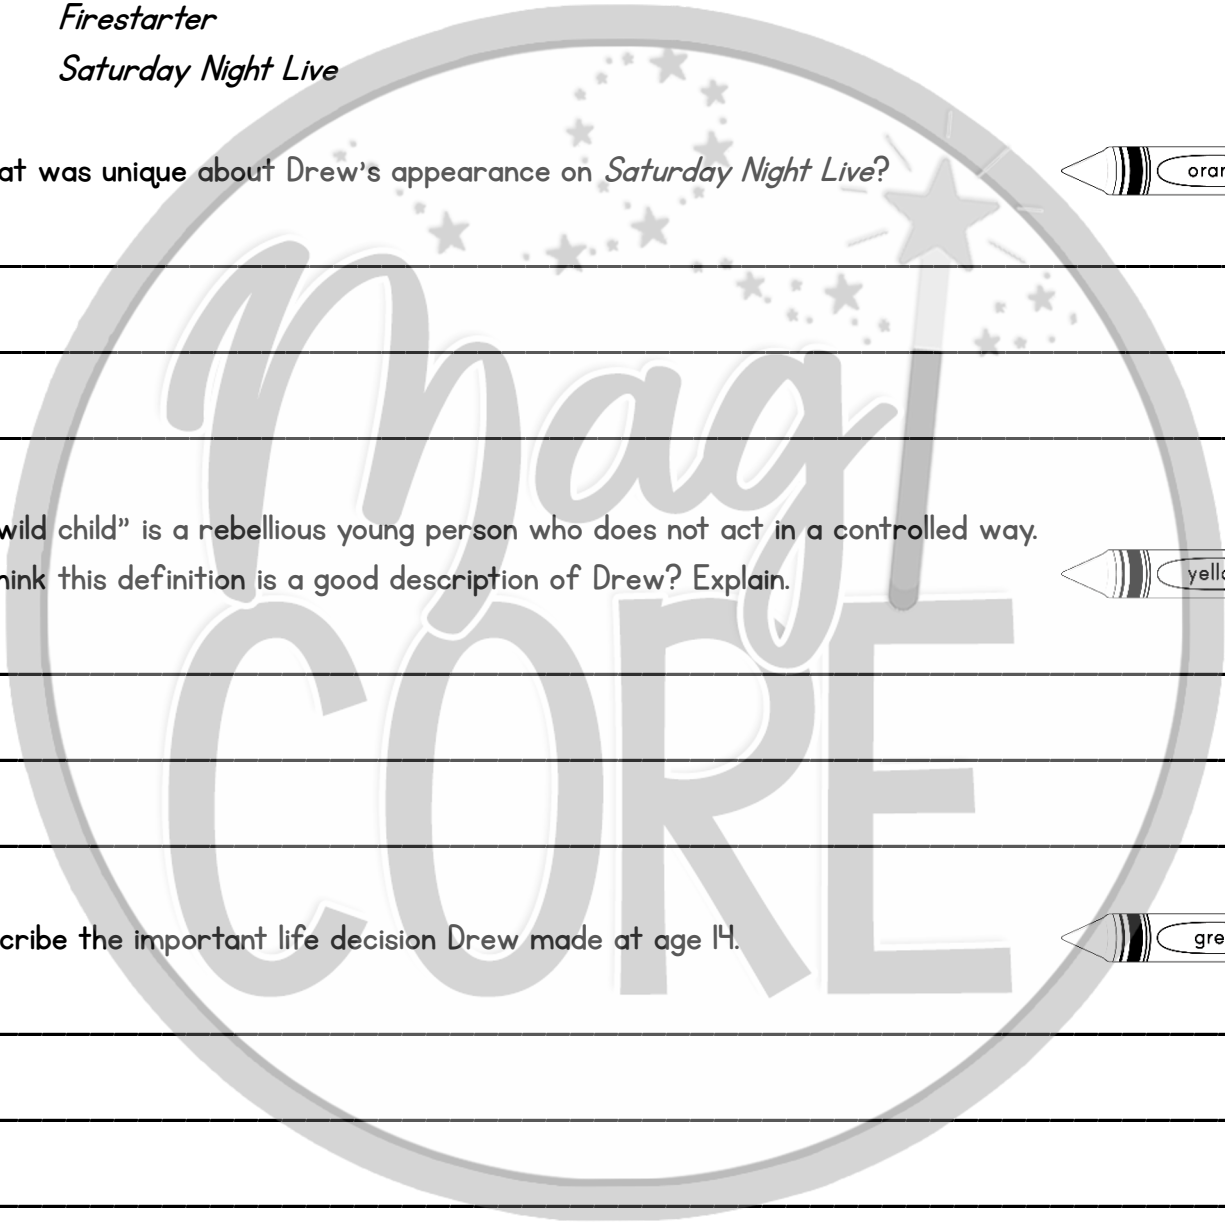 Firestarter
Saturday Night Live
at was unique about Drew's appearance on Saturday Night Live?
oran
wild child" is a rebellious young person who does not act in a controlled way.
hink this definition is a good description of Drew? Explain.
yello
cribe the important life decision Drew made at age 14.
gre
Mag
CORE